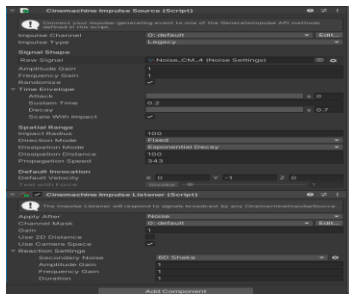 Cinemachine Impulse Source (Script)
Connect your impulse-generating event to one of the GenerateImpulse API methods
defined in this script.
Impulse Channel 0: default Edit...
Impulse Type Legacy
Signal Shape
Raw Signal Noise_CM_4 (Noise Settings)
Amplitude Gain 1
Frequency Gain 1
Randomize
Time Envelope
Attack 0
Sustain Time 0.2
Decay 0.7
Scale With Impact
Spatial Range
Impact Radius 100
Direction Mode Fixed
Dissipation Mode Exponential Decay
Dissipation Distance 100
Propagation Speed 343
Default Invocation
Default Velocity X 0 Y -1 Z 0
Test with Force Invoke 1
Cinemachine Impulse Listener (Script)
The Impulse Listener will respond to signals broadcast by any CinemachineImpulseSource.
Apply After Noise
Channel Mask 0: default Edit...
Gain 1
Use 2D Distance
Use Camera Space
Reaction Settings
Secondary Noise 6D Shake
Amplitude Gain 1
Frequency Gain 1
Duration 1
Add Component